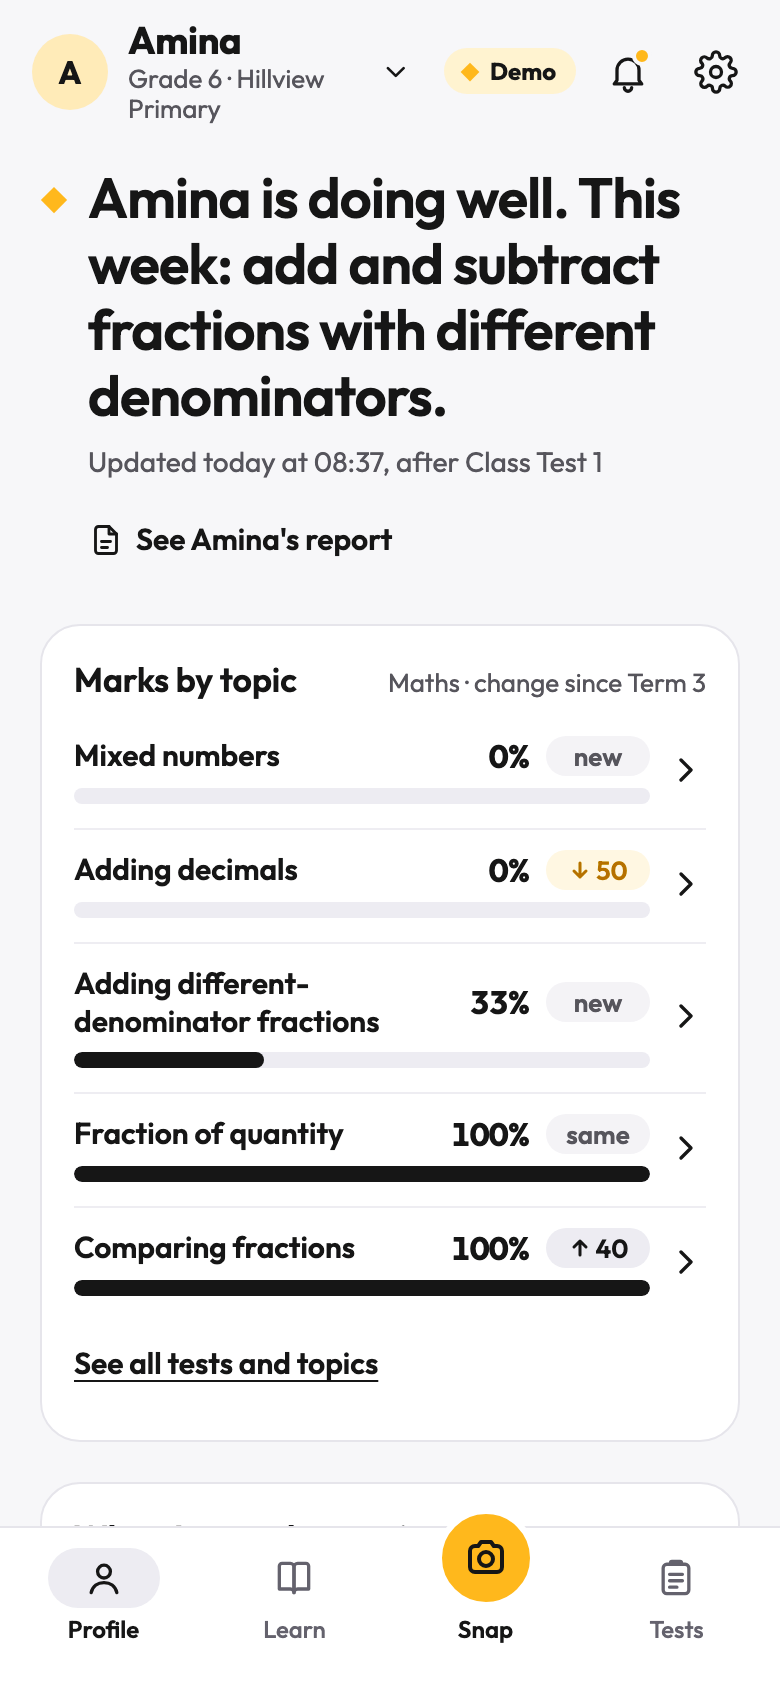 A
Amina
Grade 6 · Hillview
Primary
Demo
Amina is doing well. This
week: add and subtract
fractions with different
denominators.
Updated today at 08:37, after Class Test 1
See Amina's report
Marks by topic
Maths · change since Term 3
Mixed numbers
0%
new
Adding decimals
0%
↓ 50
Adding different-
denominator fractions
33%
new
Fraction of quantity
100%
same
Comparing fractions
100%
↑ 40
See all tests and topics
Profile
Learn
Snap
Tests